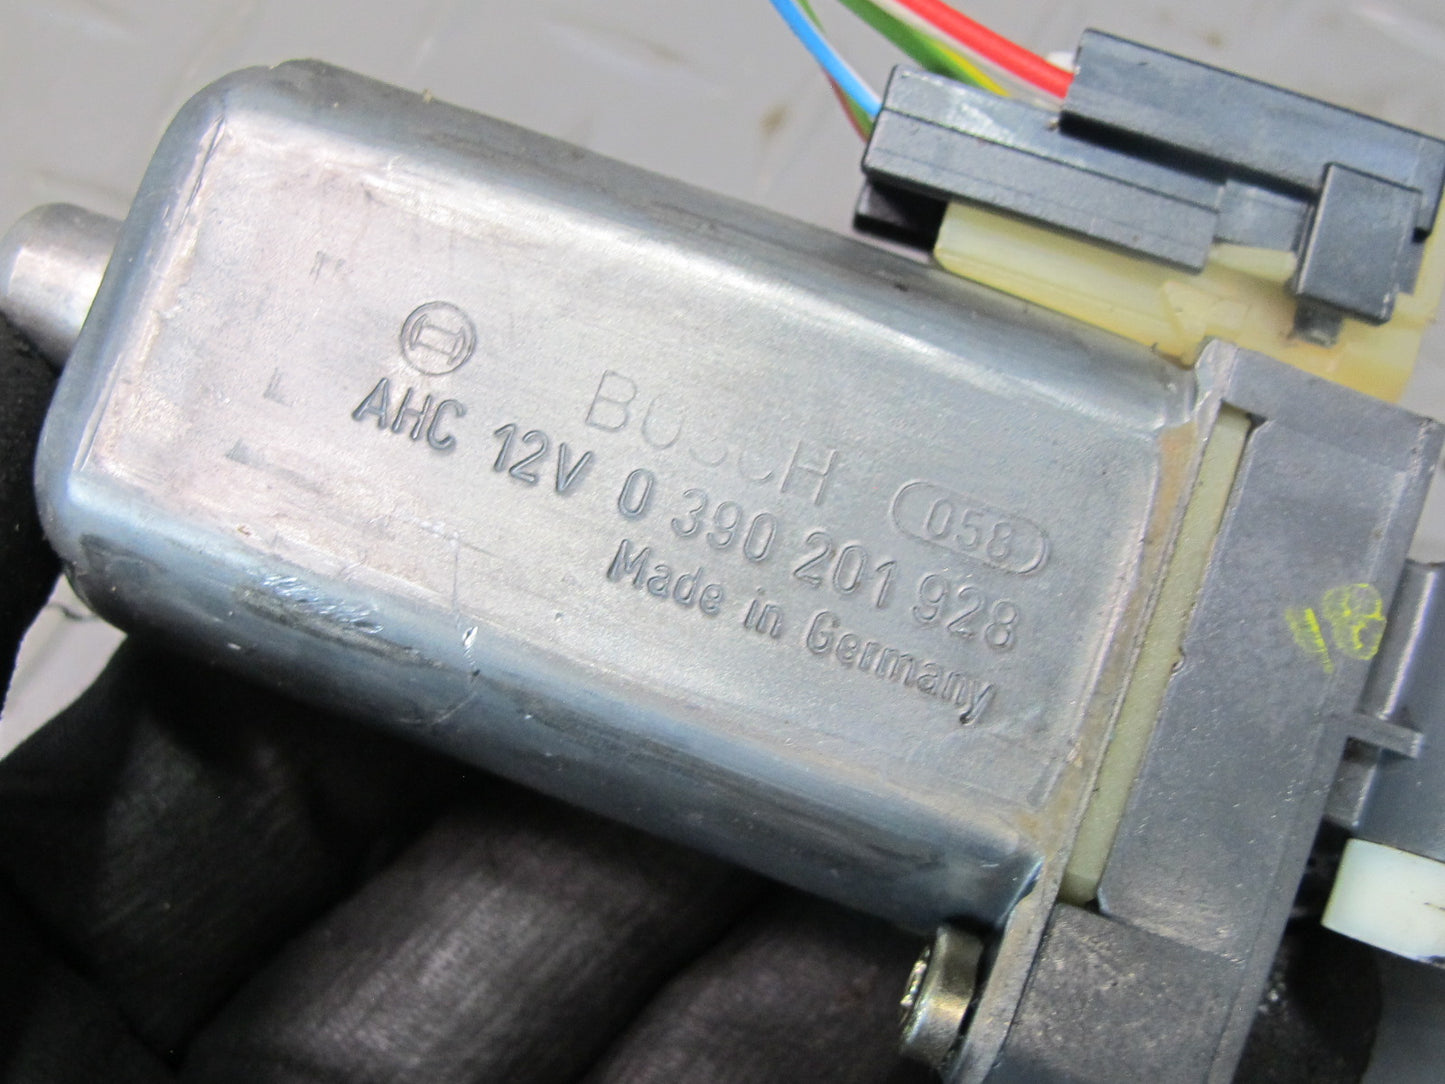 BOSCH
058
AHC 12V 0 390 201 928
Made in Germany